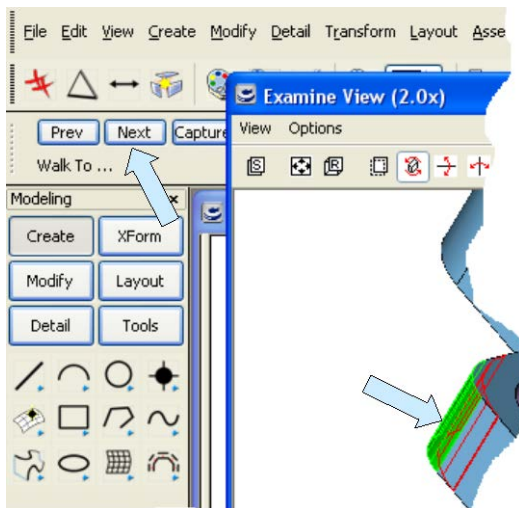 File Edit View Create Modify Detail Transform Layout Asse
Examine View (2.0x)
Prev Next Capture
View Options
Walk To ...
S R
Modeling x
Create XForm
Modify Layout
Detail Tools